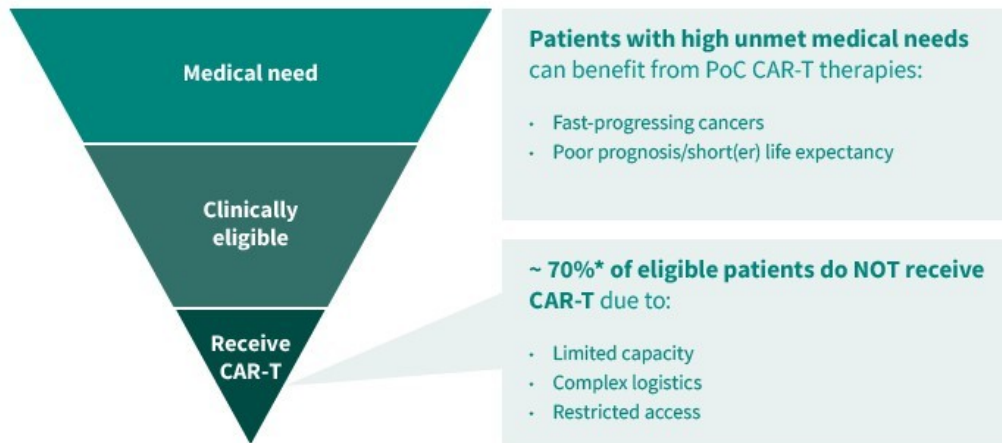 Medical need
Clinically
eligible
Receive
CAR-T
Patients with high unmet medical needs
can benefit from PoC CAR-T therapies:
· Fast-progressing cancers
· Poor prognosis/short(er) life expectancy
~ 70%* of eligible patients do NOT receive
CAR-T due to:
· Limited capacity
· Complex logistics
· Restricted access